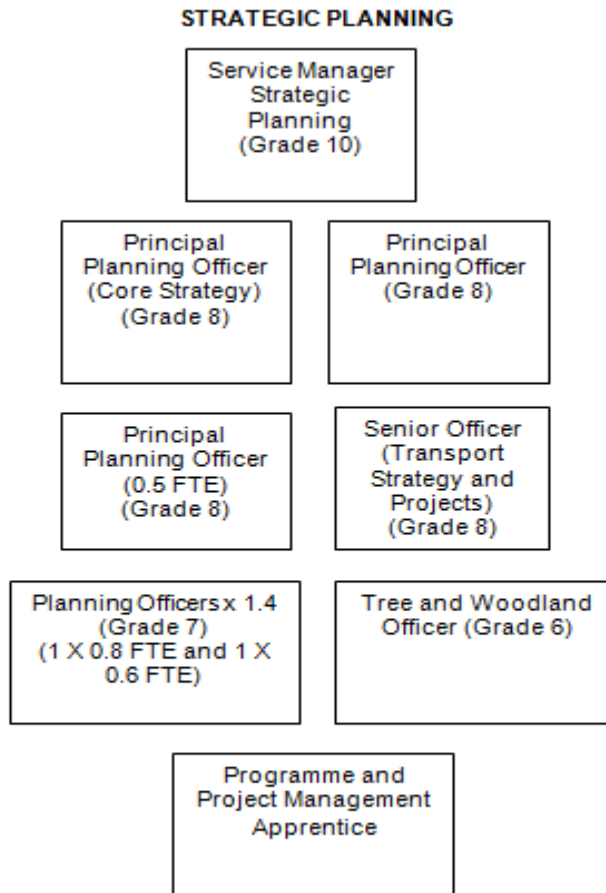 STRATEGIC PLANNING
Service Manager
Strategic
Planning
(Grade 10)
Principal
Planning Officer
(Core Strategy)
(Grade 8)
Principal
Planning Officer
(Grade 8)
Principal
Planning Officer
(0.5 FTE)
(Grade 8)
Senior Officer
(Transport
Strategy and
Projects)
(Grade 8)
Planning Officers x 1.4
(Grade 7)
(1 X 0.8 FTE and 1 X
0.6 FTE)
Tree and Woodland
Officer (Grade 6)
Programme and
Project Management
Apprentice